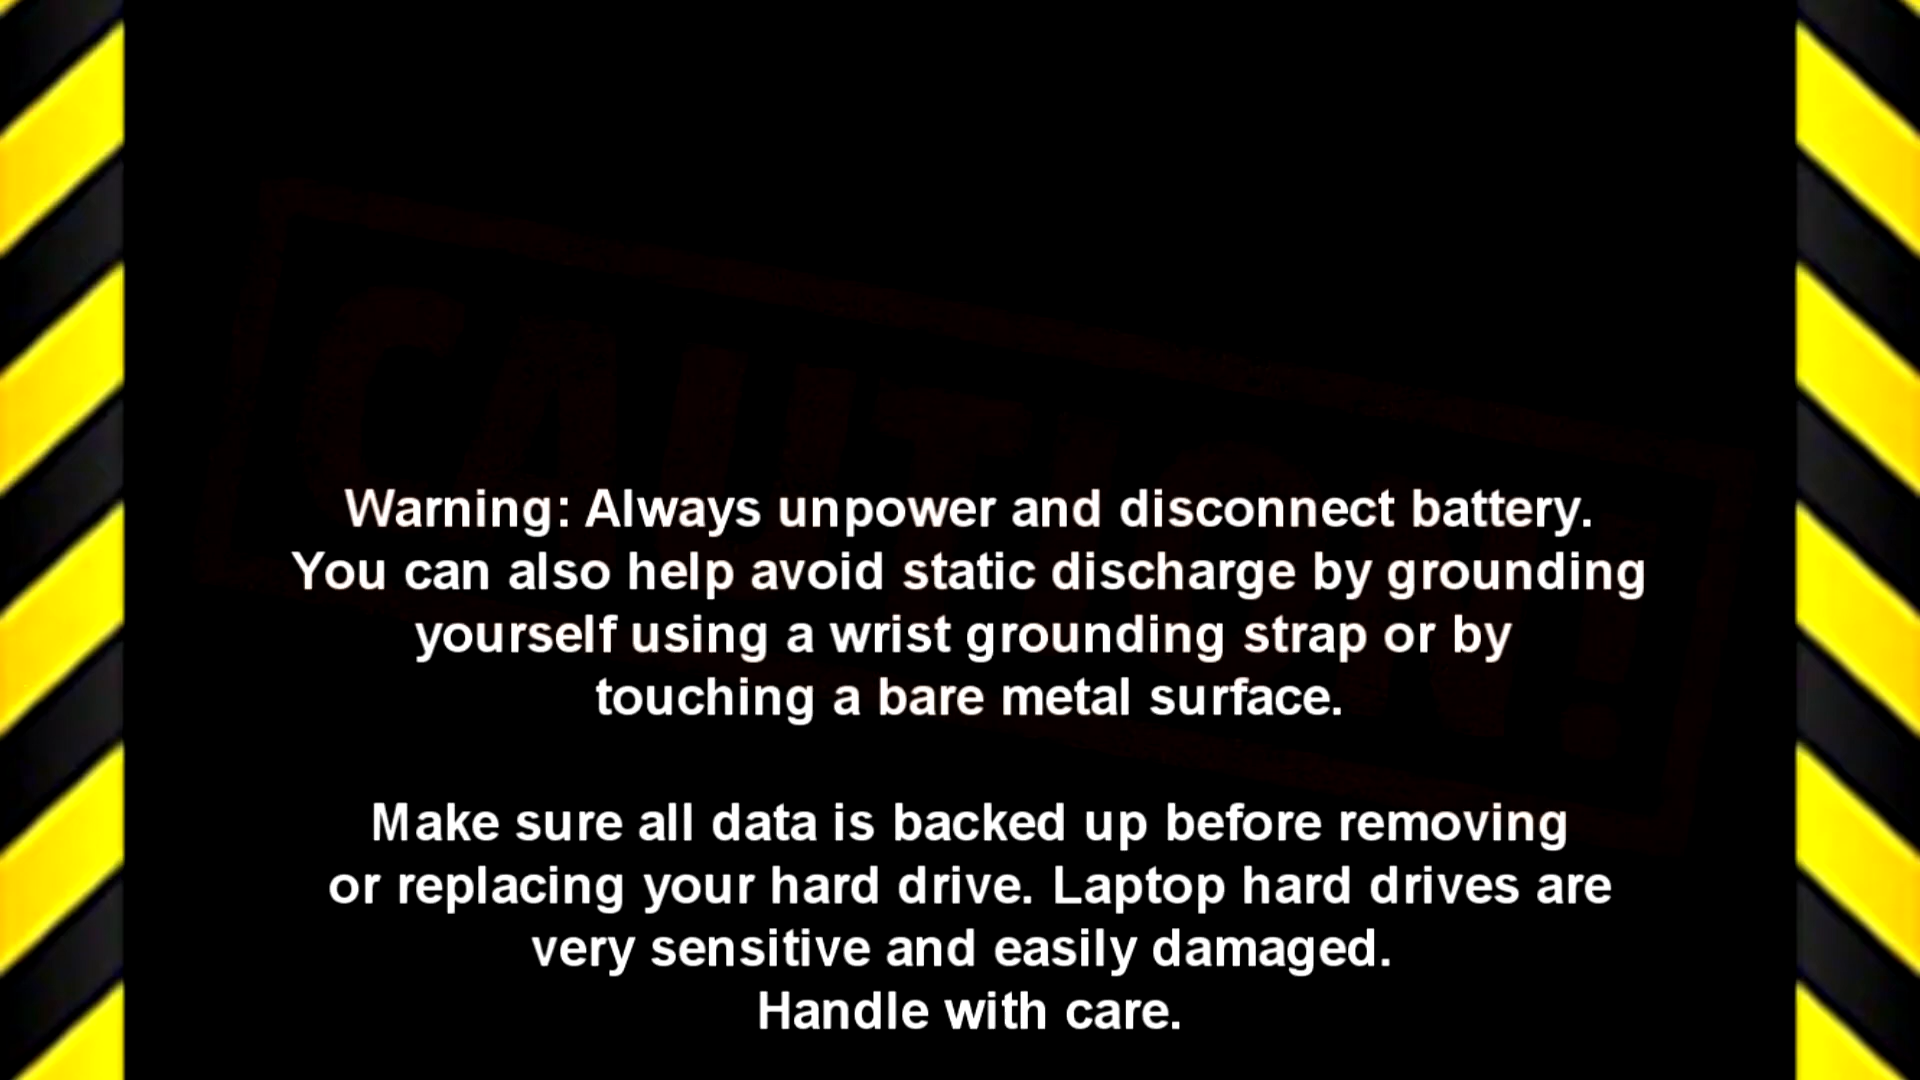 CAUTION!
Warning: Always unpower and disconnect battery.
You can also help avoid static discharge by grounding
yourself using a wrist grounding strap or by
touching a bare metal surface.
Make sure all data is backed up before removing
or replacing your hard drive. Laptop hard drives are
very sensitive and easily damaged.
Handle with care.